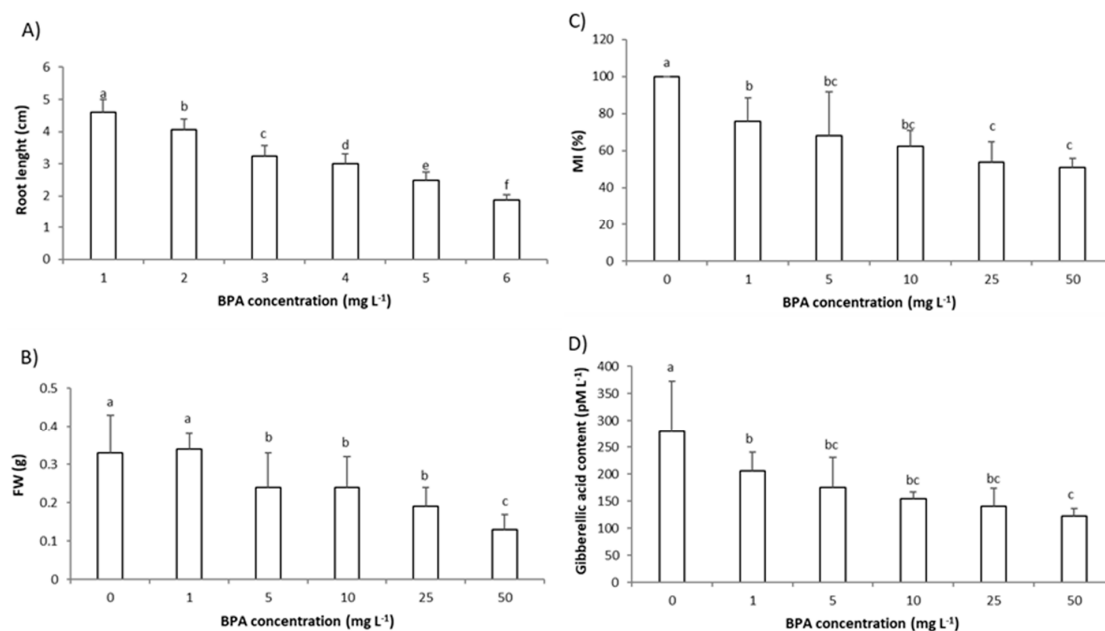 A)
Root lenght (cm)
6
5
4
3
2
1
0
a
b
c
d
e
f
1 2 3 4 5 6
BPA concentration (mg L-1)
B)
FW (g)
0.5
0.4
0.3
0.2
0.1
0
a
a
b
b
b
c
0 1 5 10 25 50
BPA concentration (mg L-1)
C)
MI (%)
120
100
80
60
40
20
0
a
b
bc
bc
c
c
0 1 5 10 25 50
BPA concentration (mg L-1)
D)
Gibberellic acid content (pM L-1)
400
350
300
250
200
150
100
50
0
a
b
bc
bc
bc
c
0 1 5 10 25 50
BPA concentration (mg L-1)